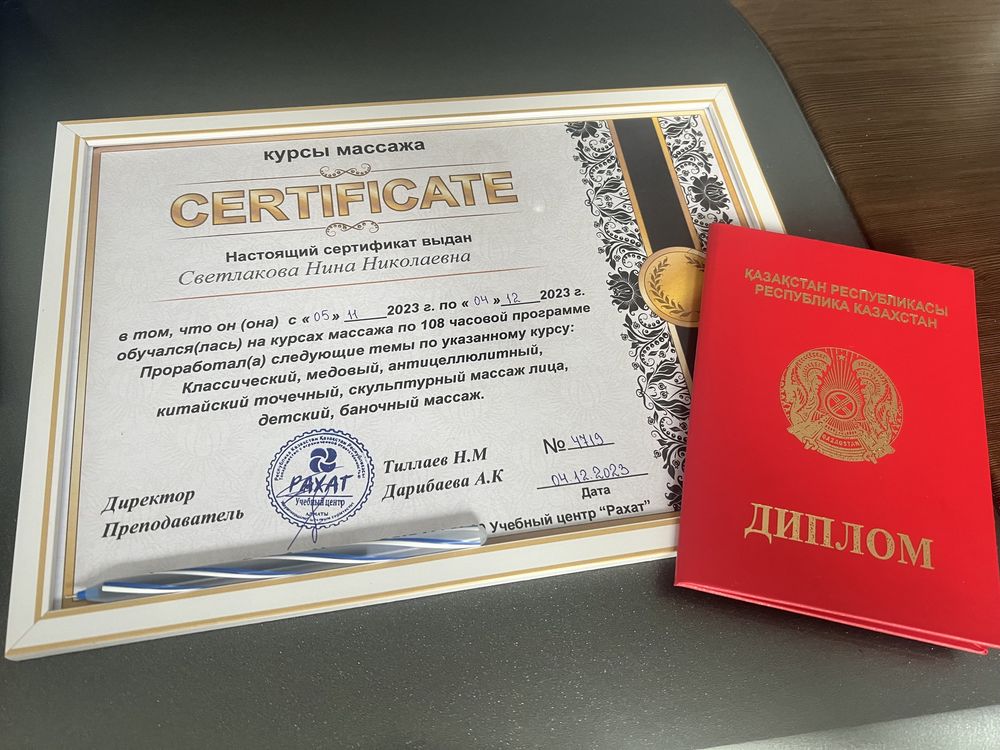 курсы массажа
CERTIFICATE
Настоящий сертификат выдан
Светлакова Нина Николаевна
в том, что он (она) с «05» 11 2023 г. по «04» 12 2023 г.
обучался(лась) на курсах массажа по 108 часовой программе
Проработал(а) следующие темы по указанному курсу:
Классический, медовый, антицеллюлитный,
китайский точечный, скульптурный массаж лица,
детский, баночный массаж.
Директор
Преподаватель
РАХАТ
Учебный центр
АЛМАТЫ
Тиллаев Н.М
Дарибаева А.К
№ 4719
04.12.2023
Дата
Учебный центр “Рахат”
ҚАЗАҚСТАН РЕСПУБЛИКАСЫ
РЕСПУБЛИКА КАЗАХСТАН
QAZAQSTAN
ДИПЛОМ